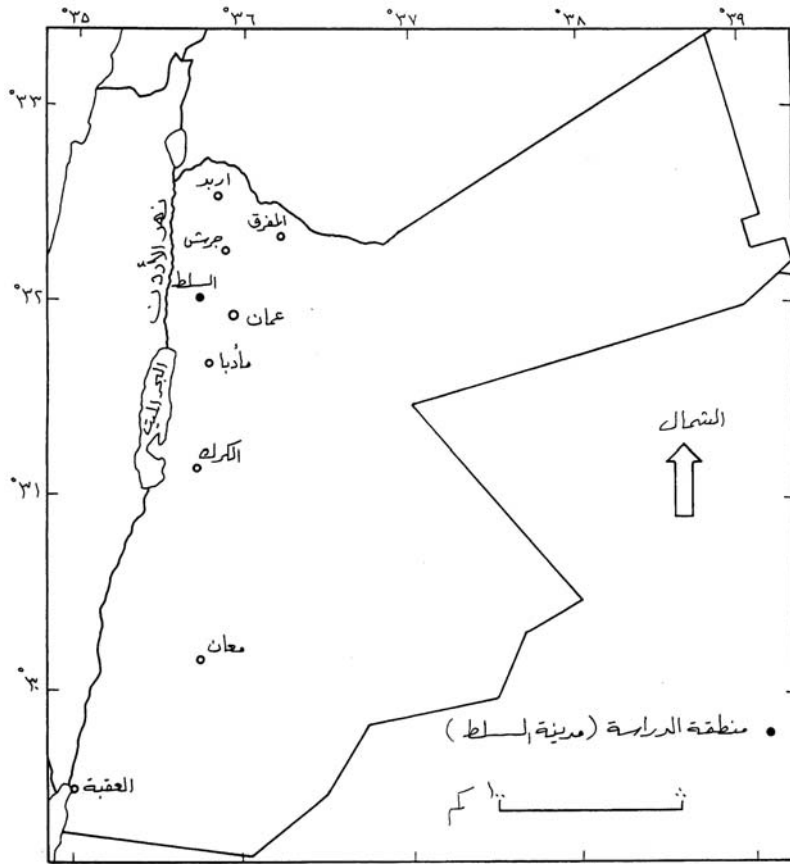 °٣٥
°٣٦
°٣٧
°٣٨
°٣٩
°٣٣
اربد
المفرق
جرش
نهر الأردن
السلط
°٣٢
عمان
مأدبا
البحر الميت
الشمال
الكرك
°٣١
معان
°٣٠
منطقة الدراسة (مدينة السلط)
العقبة
١٠٠ كم